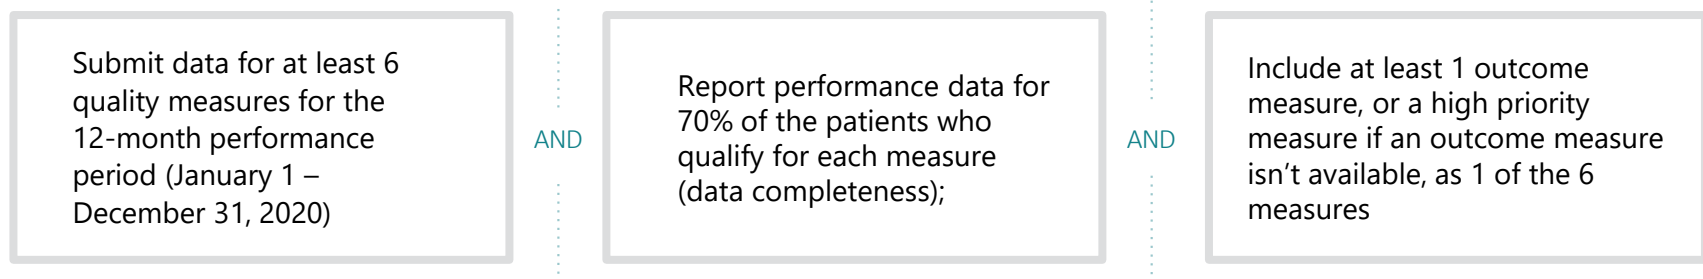 Submit data for at least 6
quality measures for the
12-month performance
period (January 1 –
December 31, 2020)
AND
Report performance data for
70% of the patients who
qualify for each measure
(data completeness);
AND
Include at least 1 outcome
measure, or a high priority
measure if an outcome measure
isn’t available, as 1 of the 6
measures